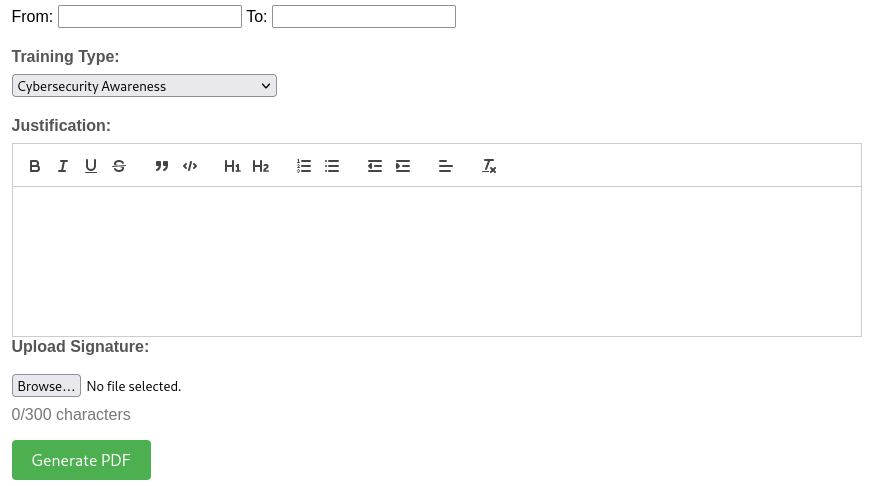 From: To:
Training Type:
Cybersecurity Awareness
Justification:
B I U S H1 H2
Upload Signature:
Browse... No file selected.
0/300 characters
Generate PDF